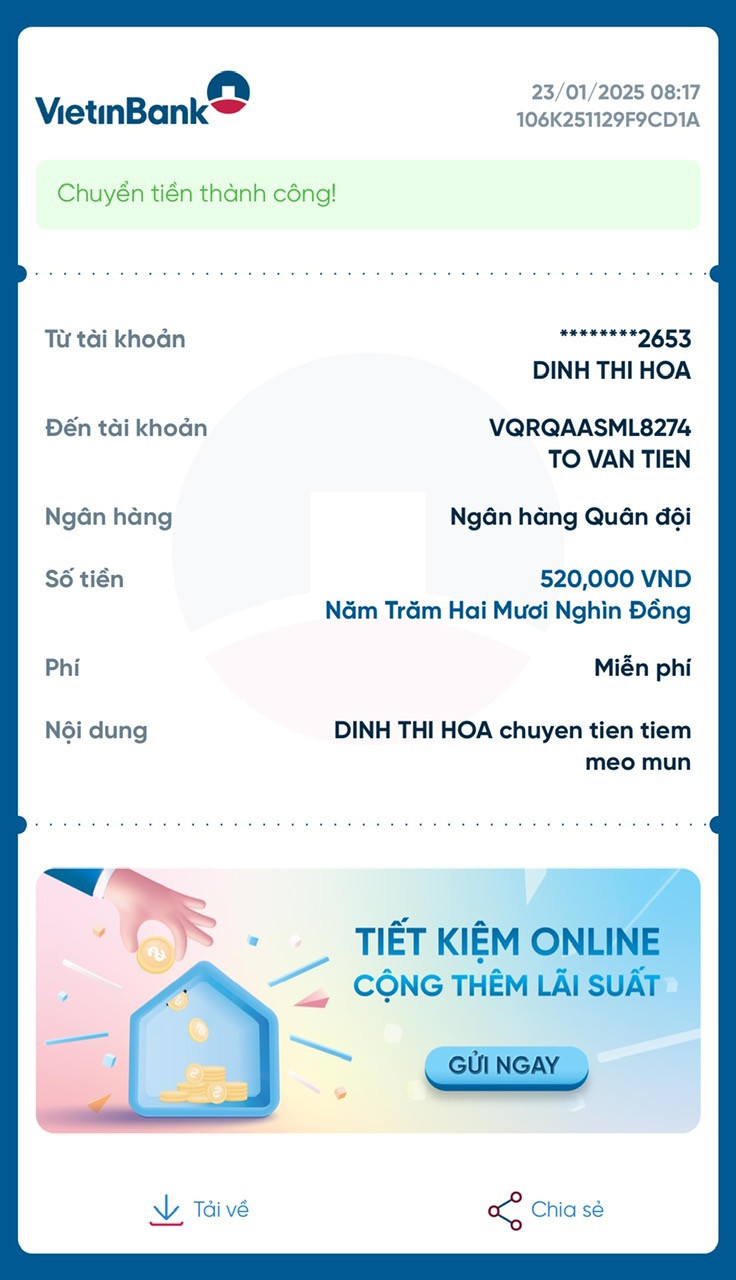 VietinBank
23/01/2025 08:17
106K251129F9CD1A
Chuyển tiền thành công!
Từ tài khoản
********2653
DINH THI HOA
Đến tài khoản
VQRQAASML8274
TO VAN TIEN
Ngân hàng
Ngân hàng Quân đội
Số tiền
520,000 VND
Năm Trăm Hai Mươi Nghìn Đồng
Phí
Miễn phí
Nội dung
DINH THI HOA chuyen tien tiem
meo mun
TIẾT KIỆM ONLINE
CỘNG THÊM LÃI SUẤT
GỬI NGAY
Tải về
Chia sẻ